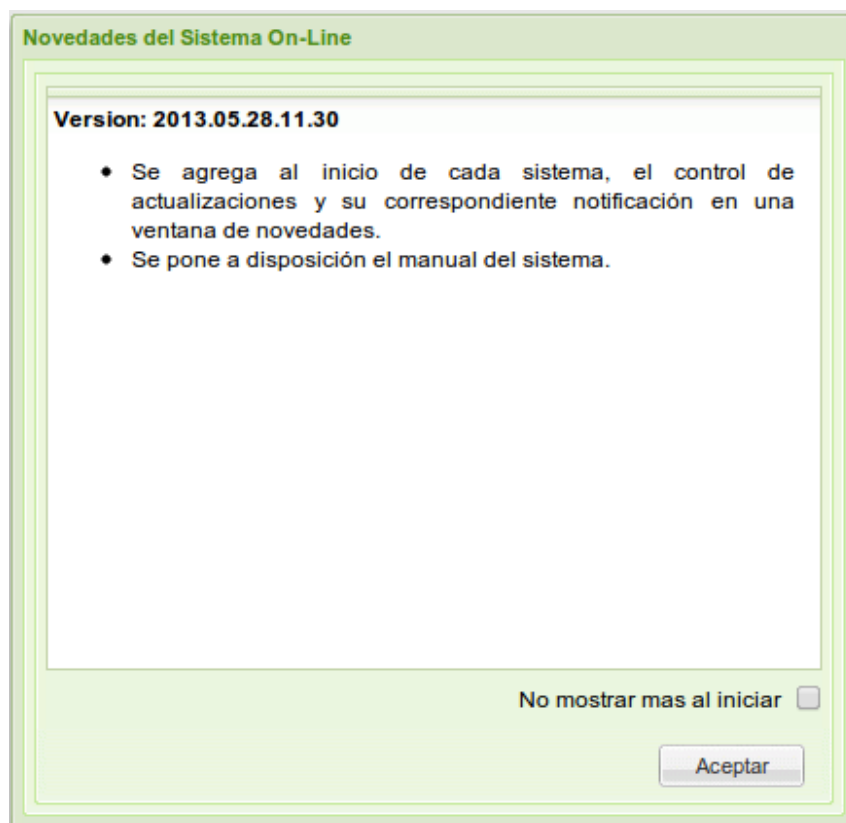 Novedades del Sistema On-Line
Version: 2013.05.28.11.30
Se agrega al inicio de cada sistema, el control de
actualizaciones y su correspondiente notificación en una
ventana de novedades.
Se pone a disposición el manual del sistema.
No mostrar mas al iniciar
Aceptar